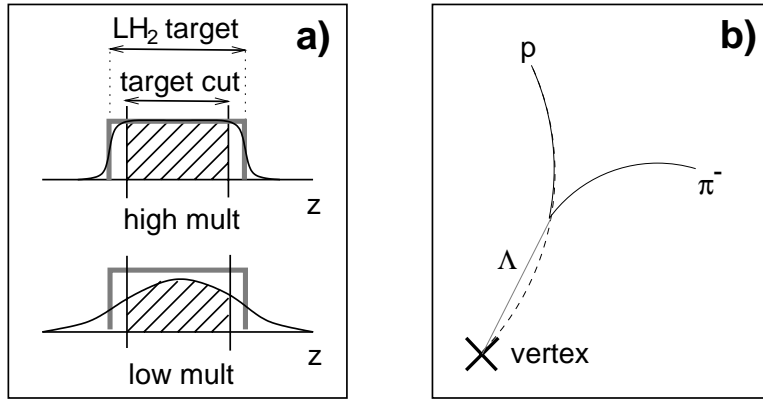 a)
LH₂ target
target cut
z
high mult
z
low mult
b)
p
π⁻
Λ
vertex